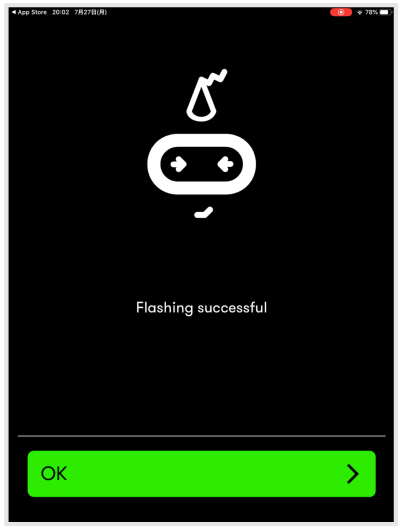 App Store 20:02 7月27日(月) 78%
Flashing successful
OK